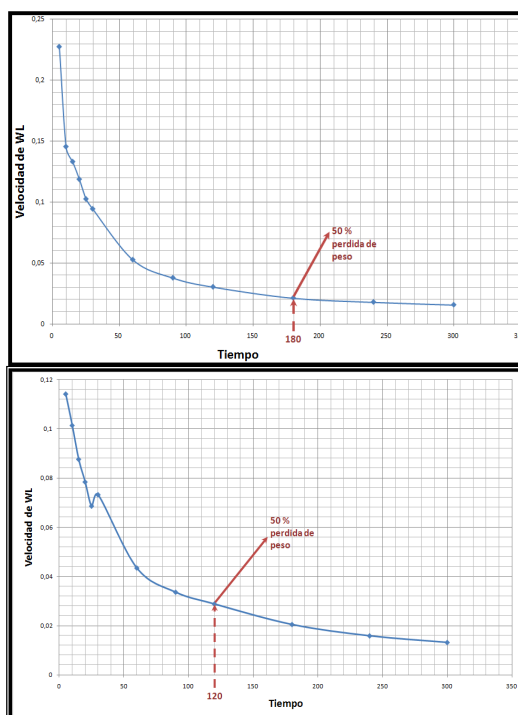 0,25
0,2
0,15
0,1
0,05
0
Velocidad de WL
50 %
perdida de
peso
0 50 100 150 200 250 300
180
Tiempo
0,12
0,1
0,08
0,06
0,04
0,02
0
Velocidad de WL
50 %
perdida de
peso
0 50 100 150 200 250 300 350
120
Tiempo